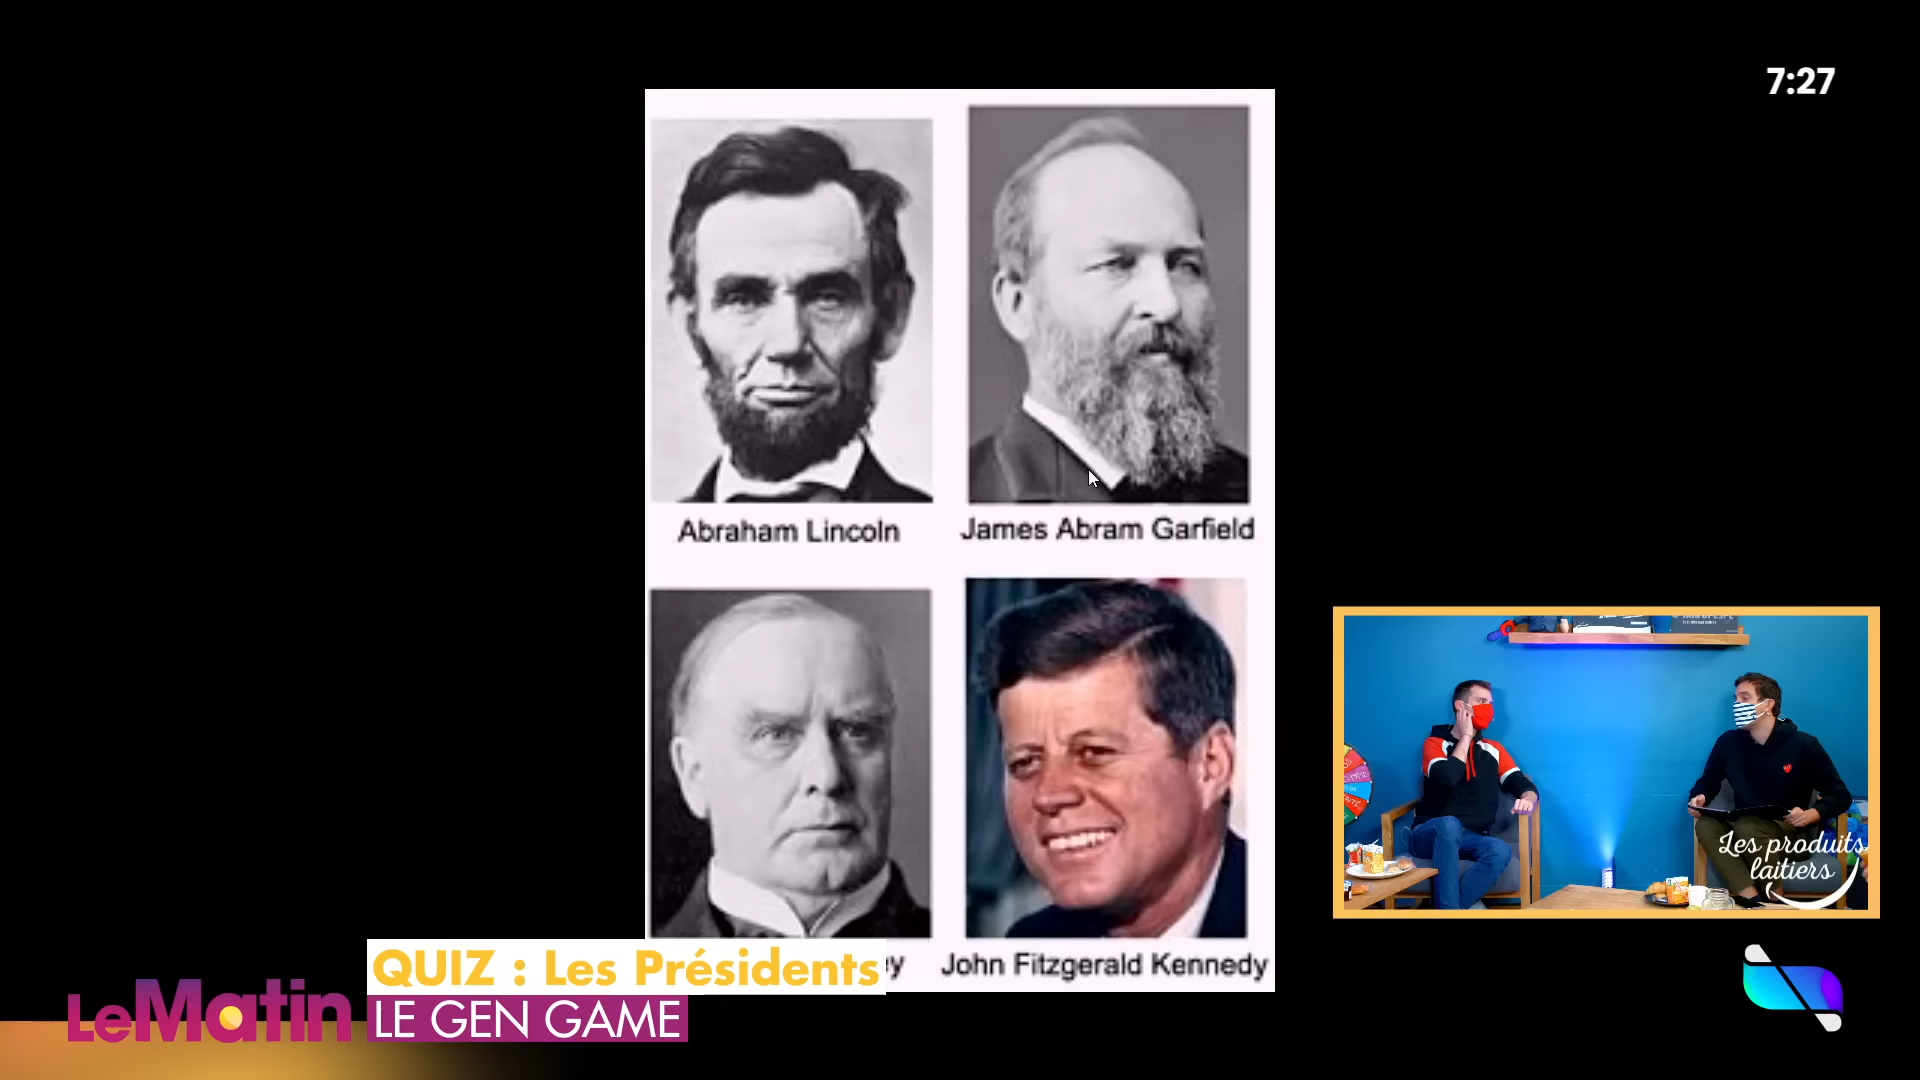 7:27
Abraham Lincoln
James Abram Garfield
John Fitzgerald Kennedy
QUIZ : Les Présidents
LE GEN GAME
LeMatin
Les produits
laitiers